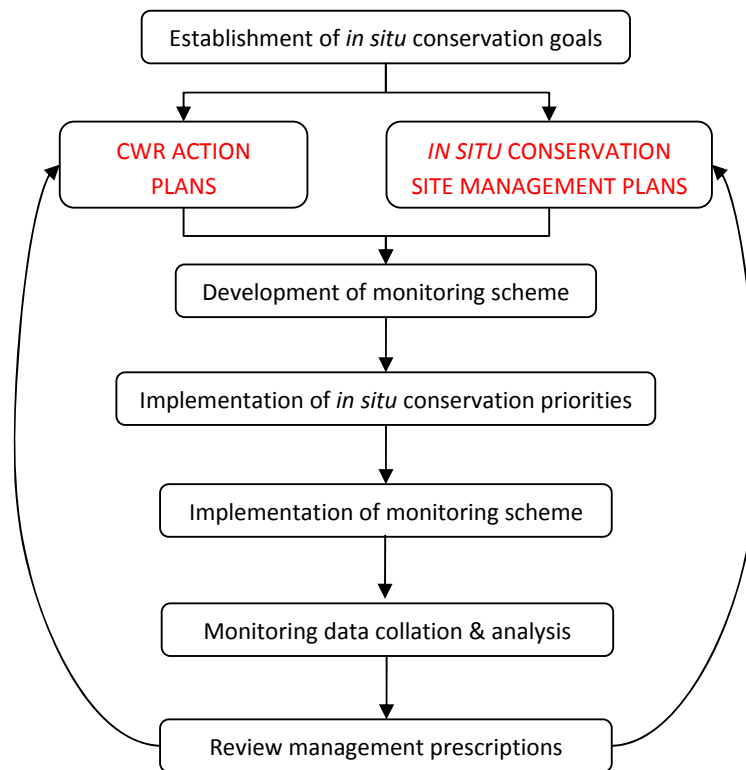 Establishment of in situ conservation goals
CWR ACTION
PLANS
IN SITU CONSERVATION
SITE MANAGEMENT PLANS
Development of monitoring scheme
Implementation of in situ conservation priorities
Implementation of monitoring scheme
Monitoring data collation & analysis
Review management prescriptions